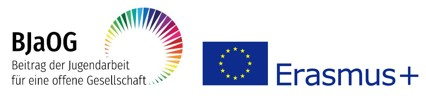 BJaOG
Beitrag der Jugendarbeit
für eine offene Gesellschaft
Erasmus+